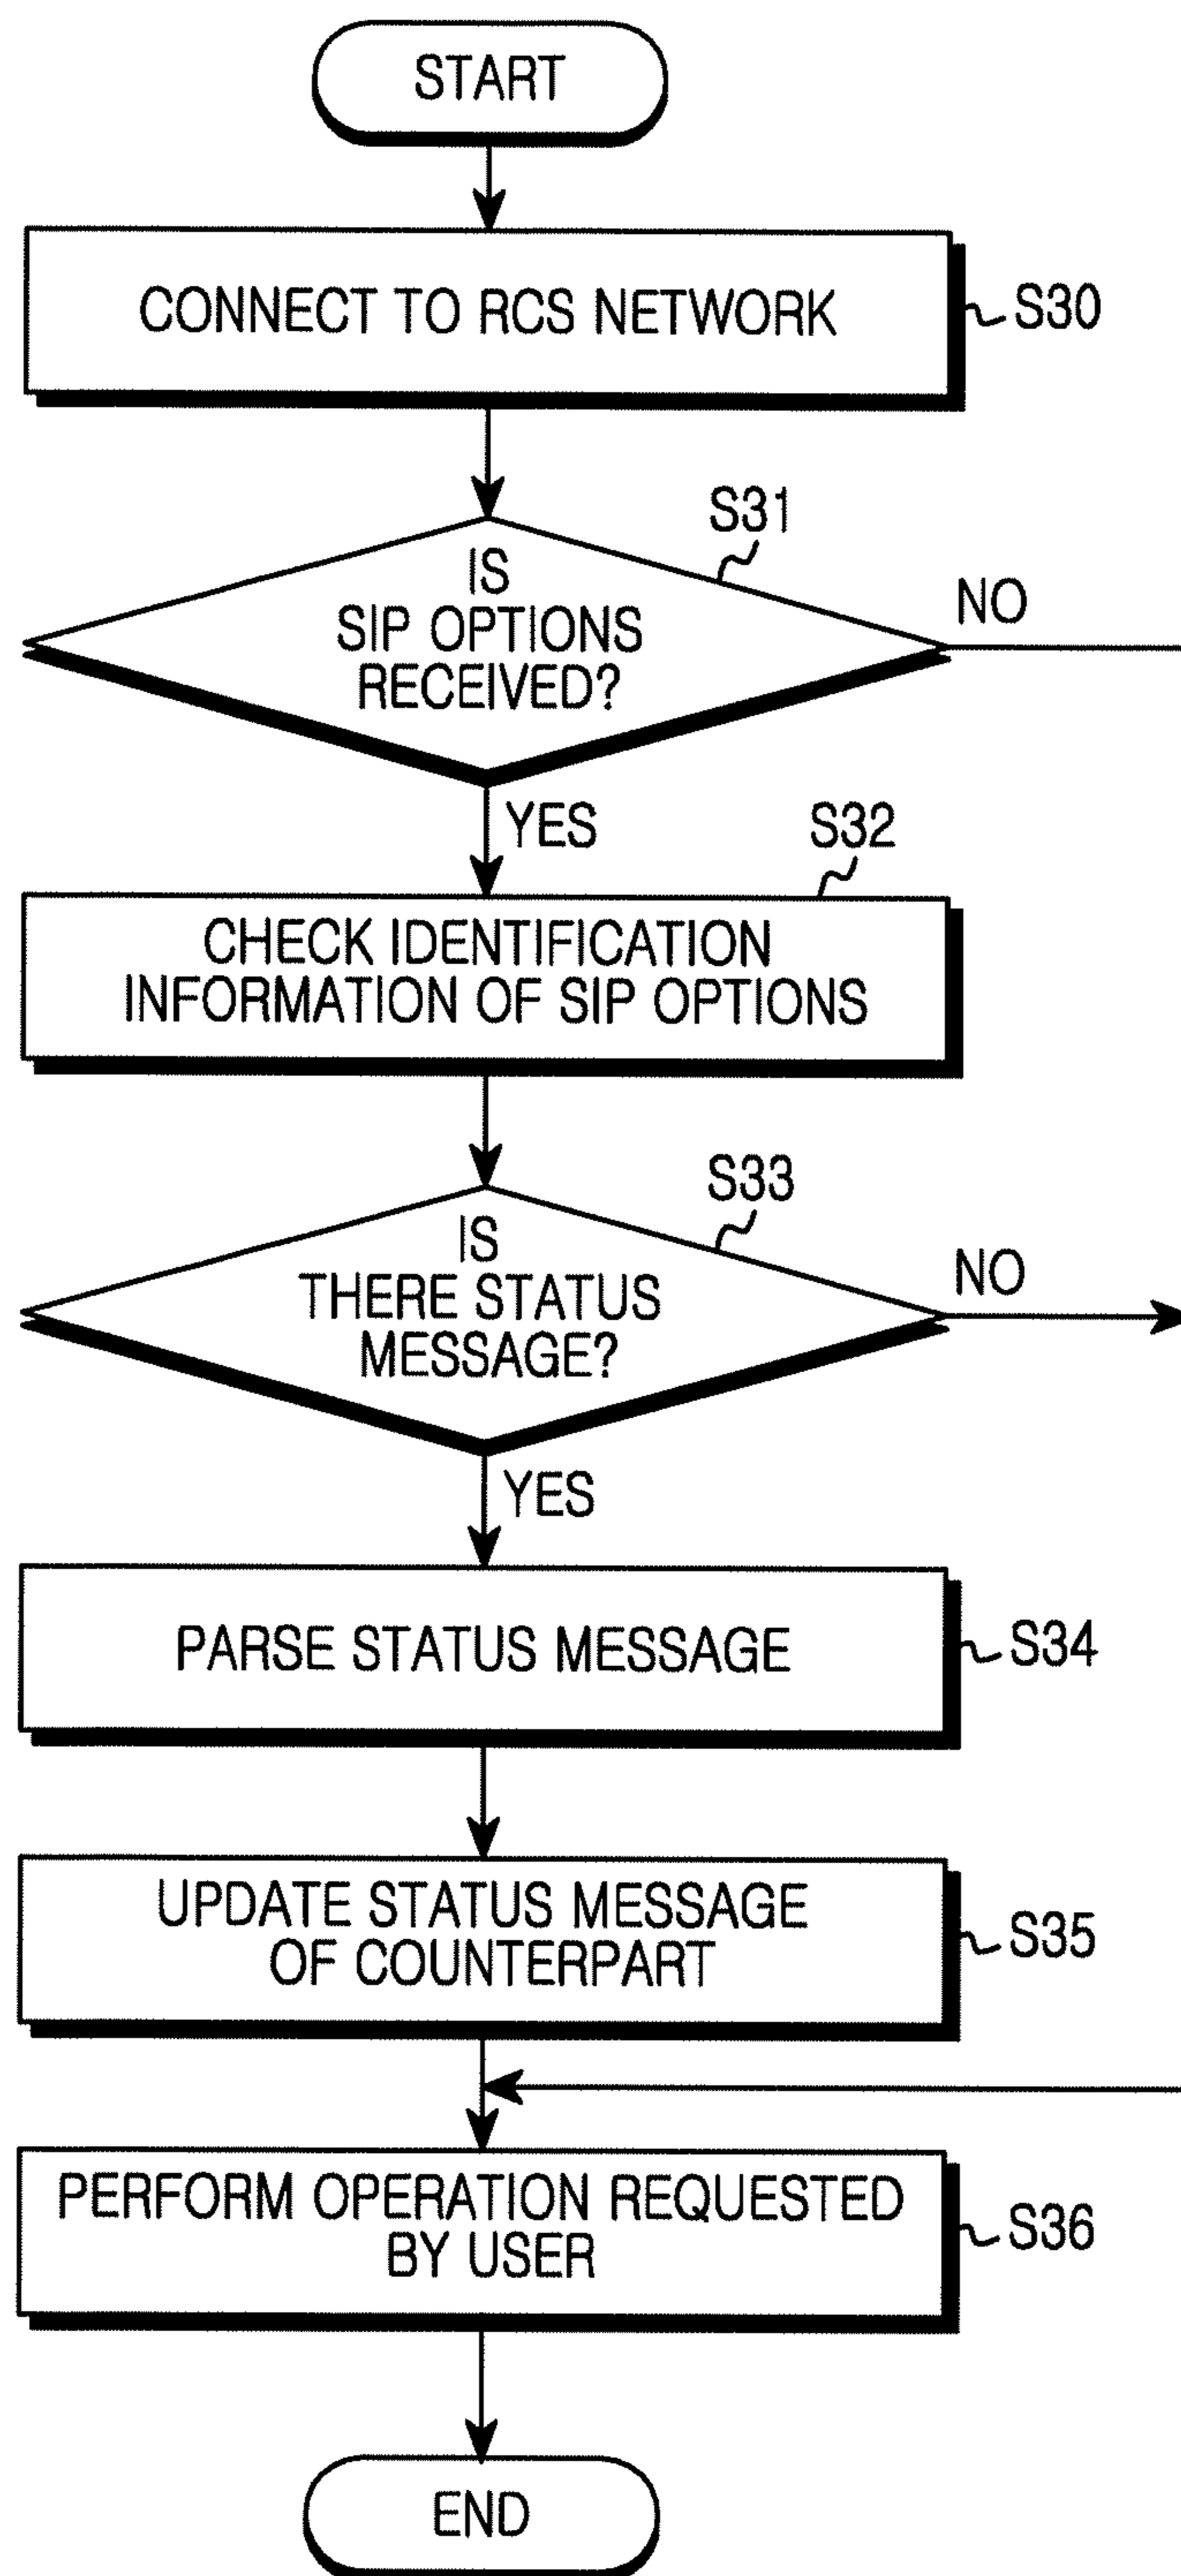 START
CONNECT TO RCS NETWORK
S30
S31
IS
SIP OPTIONS
RECEIVED?
NO
YES
S32
CHECK IDENTIFICATION
INFORMATION OF SIP OPTIONS
S33
IS
THERE STATUS
MESSAGE?
NO
YES
PARSE STATUS MESSAGE
S34
UPDATE STATUS MESSAGE
OF COUNTERPART
S35
PERFORM OPERATION REQUESTED
BY USER
S36
END